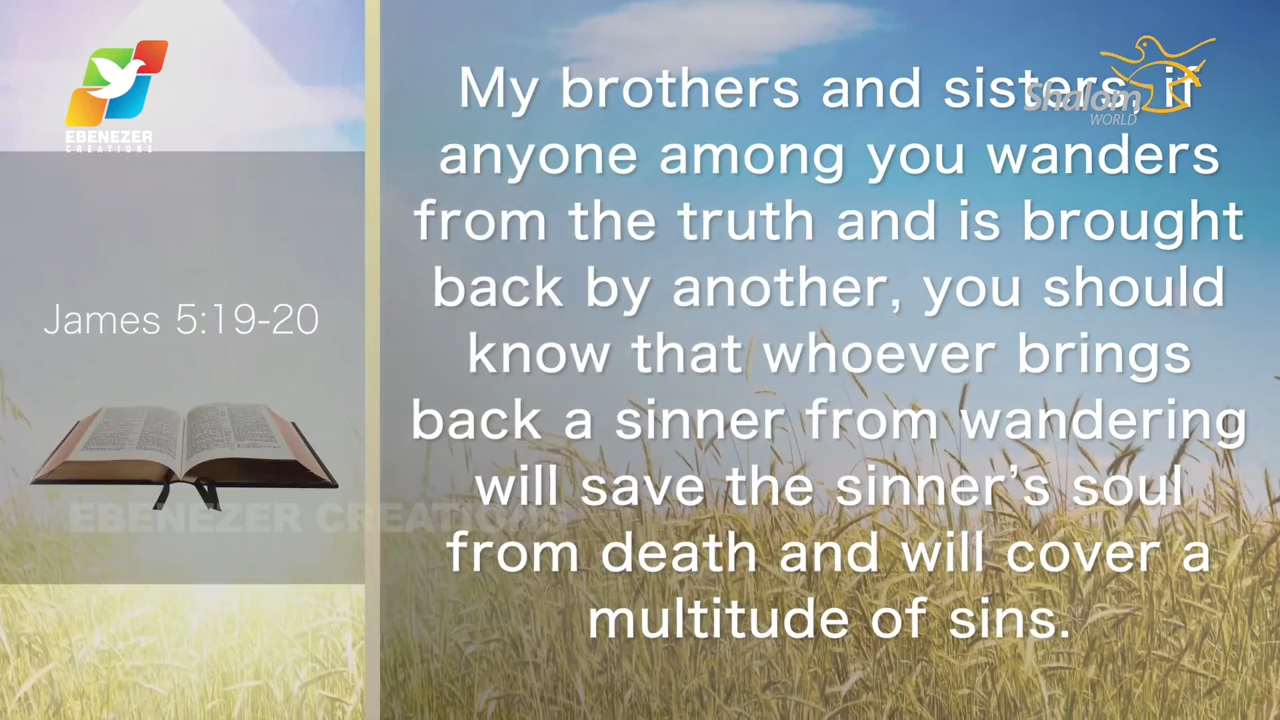 EBENEZER
CREATIONS
James 5:19-20
My brothers and sisters, if
anyone among you wanders
from the truth and is brought
back by another, you should
know that whoever brings
back a sinner from wandering
will save the sinner’s soul
from death and will cover a
multitude of sins.
Shalom
WORLD
EBENEZER CREATIONS